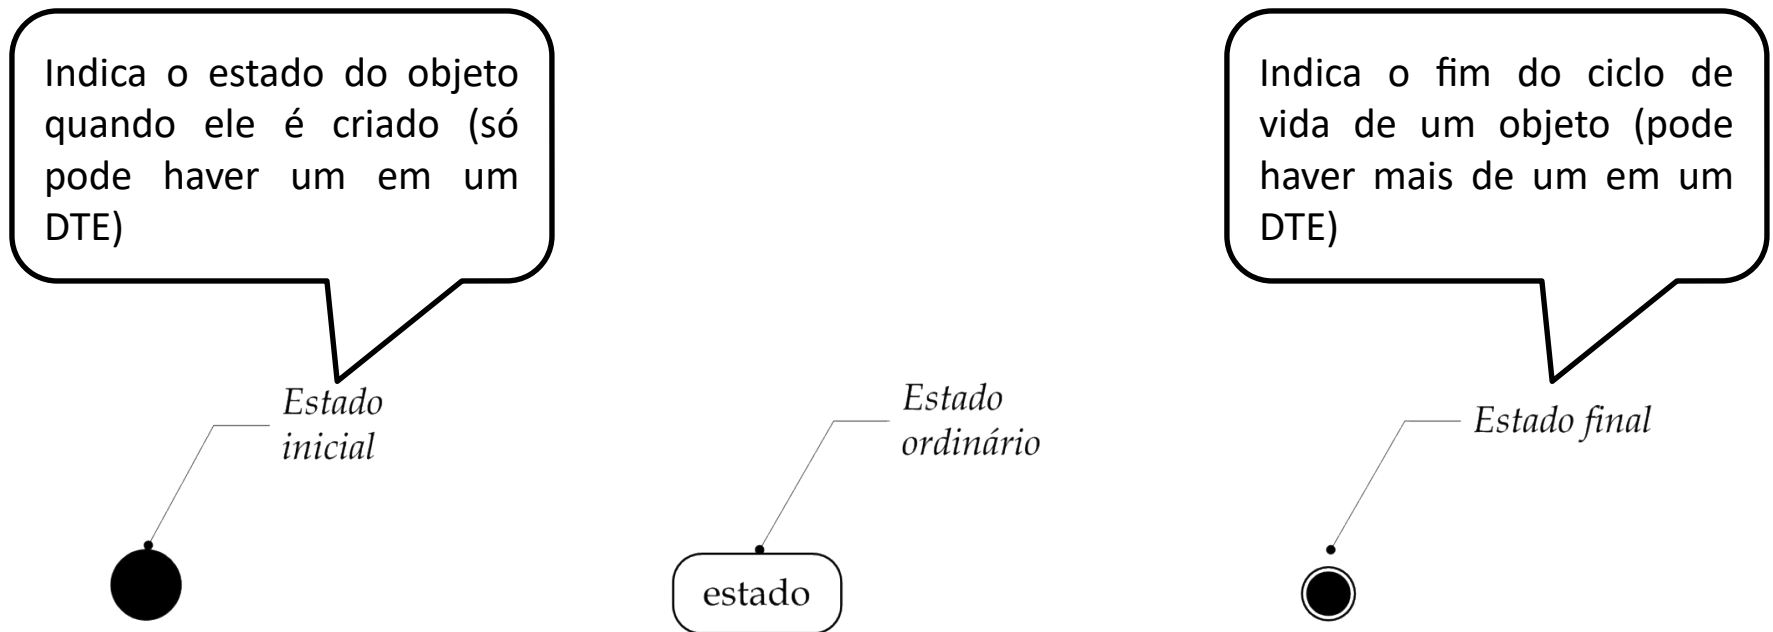 Indica o estado do objeto
quando ele é criado (só
pode haver um em um
DTE)
Indica o fim do ciclo de
vida de um objeto (pode
haver mais de um em um
DTE)
Estado
inicial
Estado
ordinário
Estado final
estado